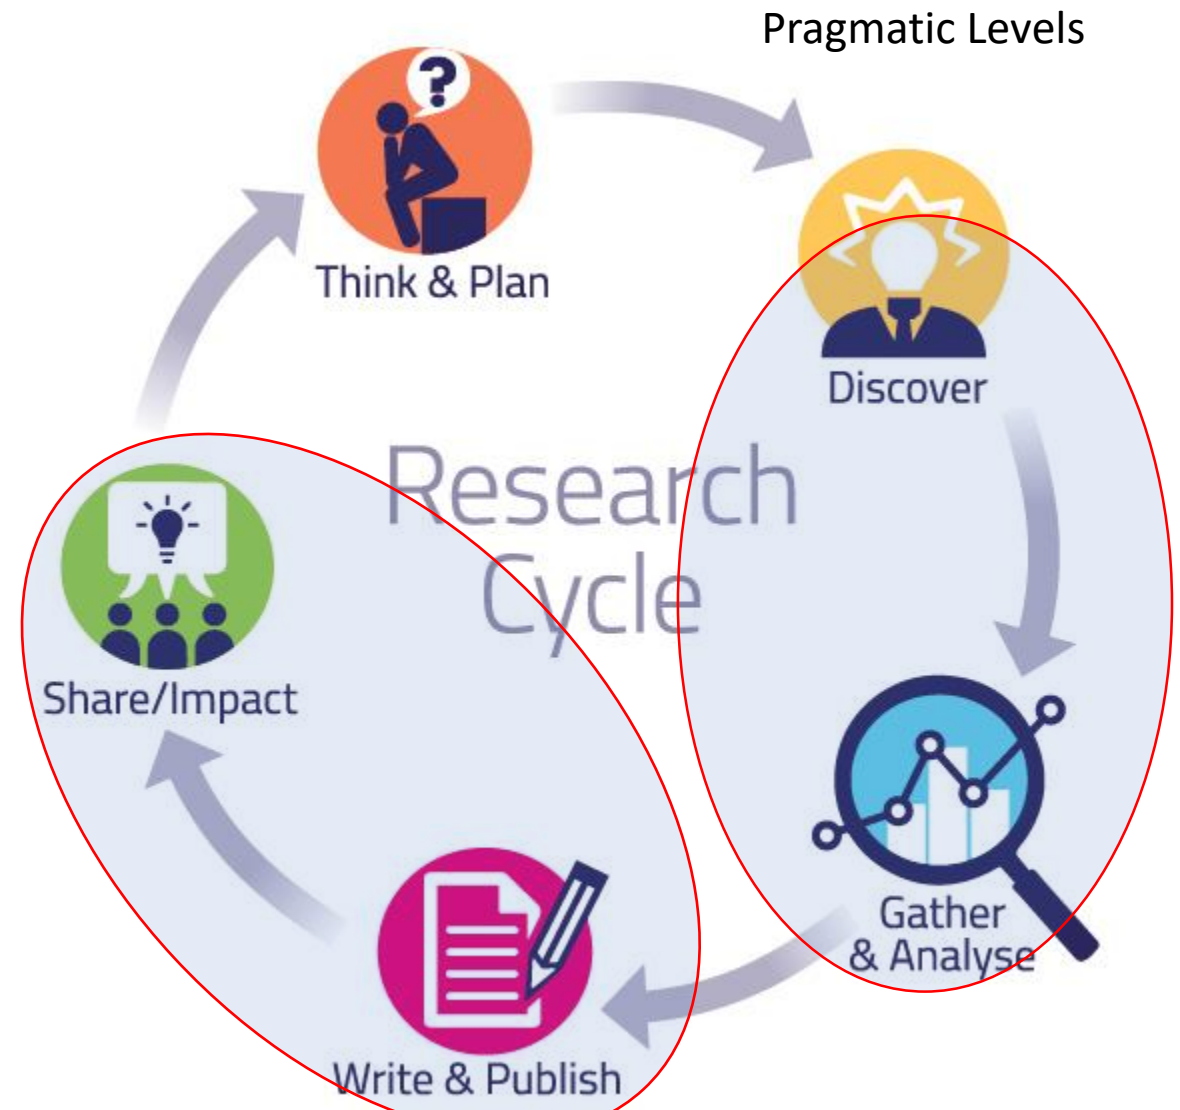 Pragmatic Levels
?
Think & Plan
Discover
Research
Cycle
Share/Impact
Gather
& Analyse
Write & Publish